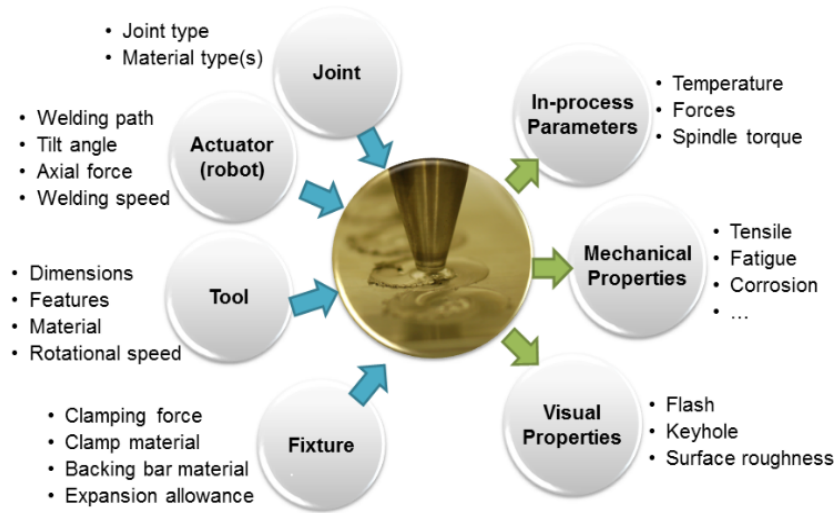 • Joint type
• Material type(s)
Joint
• Welding path
• Tilt angle
• Axial force
• Welding speed
Actuator
(robot)
• Dimensions
• Features
• Material
• Rotational speed
Tool
• Clamping force
• Clamp material
• Backing bar material
• Expansion allowance
Fixture
In-process
Parameters
• Temperature
• Forces
• Spindle torque
Mechanical
Properties
• Tensile
• Fatigue
• Corrosion
• …
Visual
Properties
• Flash
• Keyhole
• Surface roughness